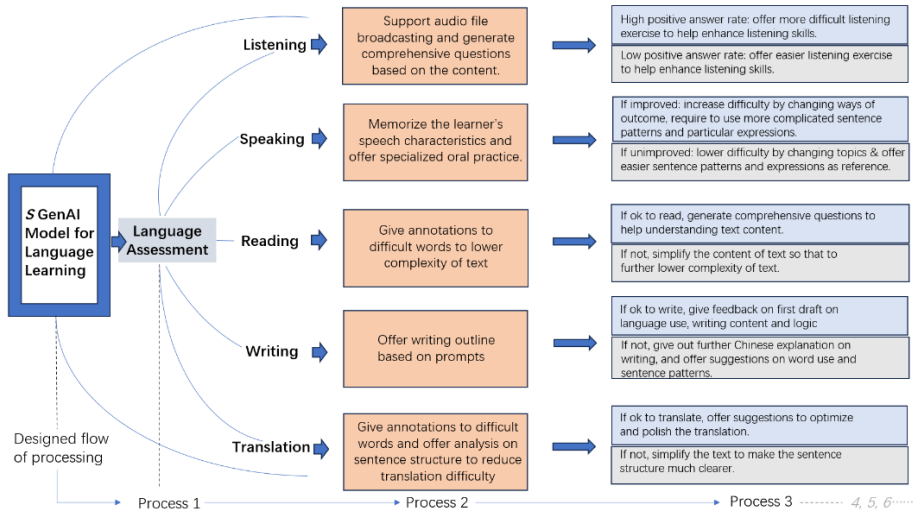 Listening
Support audio file
broadcasting and generate
comprehensive questions
based on the content.
High positive answer rate: offer more difficult listening
exercise to help enhance listening skills.
Low positive answer rate: offer easier listening exercise
to help enhance listening skills.
Speaking
Memorize the learner's
speech characteristics and
offer specialized oral practice.
If improved: increase difficulty by changing ways of
outcome, require to use more complicated sentence
patterns and particular expressions.
If unimproved: lower difficulty by changing topics & offer
easier sentence patterns and expressions as reference.
S GenAI
Model for
Language
Learning
Language
Assessment
Reading
Give annotations to
difficult words to lower
complexity of text
If ok to read, generate comprehensive questions to
help understanding text content.
If not, simplify the content of text so that to
further lower complexity of text.
Writing
Offer writing outline
based on prompts
If ok to write, give feedback on first draft on
language use, writing content and logic
If not, give out further Chinese explanation on
writing, and offer suggestions on word use and
sentence patterns.
Translation
Give annotations to difficult
words and offer analysis on
sentence structure to reduce
translation difficulty
If ok to translate, offer suggestions to optimize
and polish the translation.
If not, simplify the text to make the sentence
structure much clearer.
Designed flow
of processing
Process 1
Process 2
Process 3
4, 5, 6······